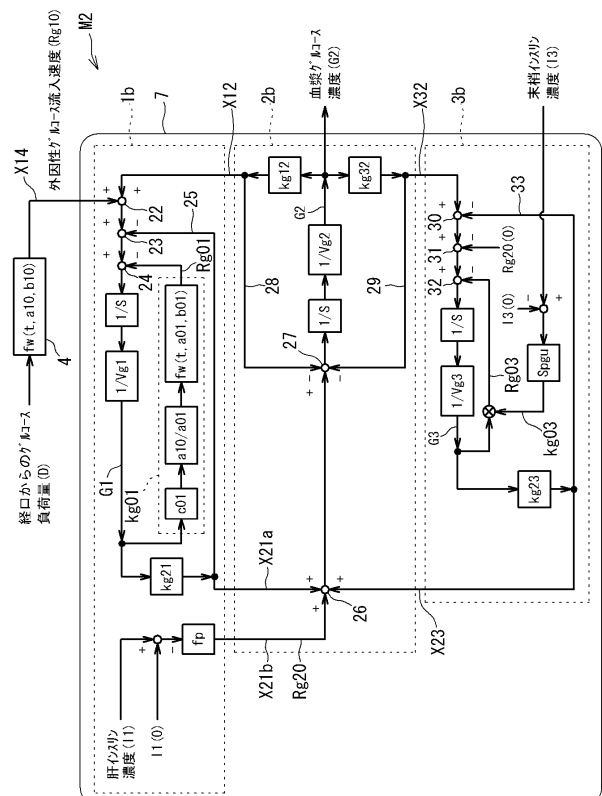 M2
外因性グルコース流入速度(Rg10)
X14
fw(t, a10, b10)
4
経口からのグルコース
負荷量(D)
7
1b
22
23
24
25
1/S
1/Vg1
G1
Rg01
fw(t, a01, b01)
a10/a01
c01
kg01
kg21
X21a
肝インスリン
濃度(I1)
I1(0)
fp
X21b
Rg20
X12
2b
血漿グルコース
濃度(G2)
kg12
kg32
G2
1/Vg2
1/S
27
28
29
26
X32
3b
末梢インスリン
濃度(I3)
30
31
32
33
Rg20(0)
I3(0)
1/S
1/Vg3
G3
Rg03
Spgu
kg03
kg23
X23
+
+
+
-
+
-
+
-
+
-
-
+
+
+
+
-
+
-
+
-
-
+
+
-